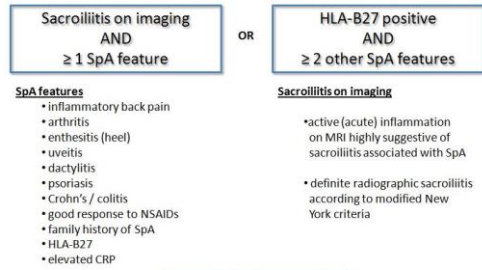 Sacroiliitis on imaging
AND
≥ 1 SpA feature
OR
HLA-B27 positive
AND
≥ 2 other SpA features
SpA features
• inflammatory back pain
• arthritis
• enthesitis (heel)
• uveitis
• dactylitis
• psoriasis
• Crohn's / colitis
• good response to NSAIDs
• family history of SpA
• HLA-B27
• elevated CRP
Sacroiliitis on imaging
•active (acute) inflammation
on MRI highly suggestive of
sacroiliitis associated with SpA
• definite radiographic sacroiliitis
according to modified New
York criteria